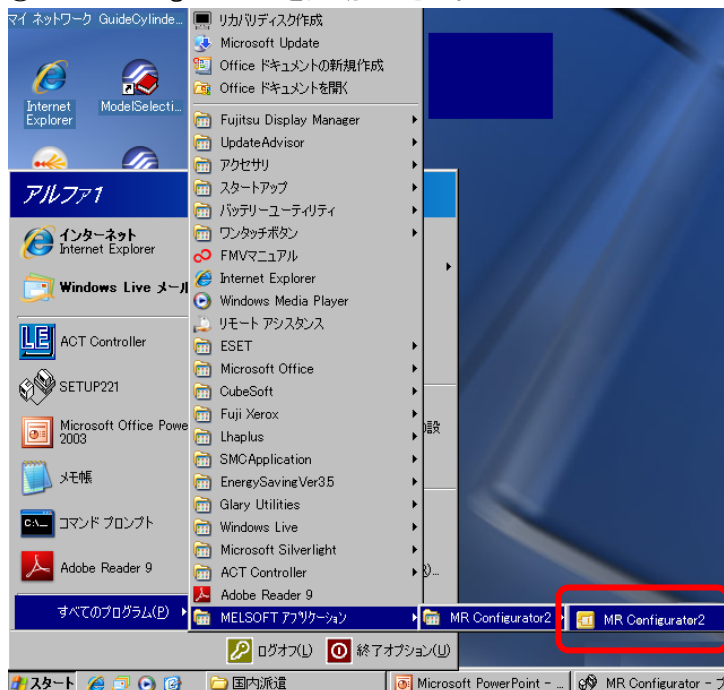 マイ ネットワーク GuideCylinde...
Internet Explorer
ModelSelecti...
アルファ1
インターネット
Internet Explorer
Windows Live メール
ACT Controller
SETUP221
Microsoft Office Powe
2003
メモ帳
コマンド プロンプト
Adobe Reader 9
すべてのプログラム(P)
リカバリディスク作成
Microsoft Update
Office ドキュメントの新規作成
Office ドキュメントを開く
Fujitsu Display Manager
UpdateAdvisor
アクセサリ
スタートアップ
バッテリーユーティリティ
ワンタッチボタン
FMVマニュアル
Internet Explorer
Windows Media Player
リモート アシスタンス
ESET
Microsoft Office
CubeSoft
Fuji Xerox
Lhaplus
SMCApplication
EnergySavingVer3.5
Glary Utilities
Windows Live
Microsoft Silverlight
ACT Controller
Adobe Reader 9
MELSOFT アプリケーション
MR Configurator2
MR Configurator2
ログオフ(L)
終了オプション(U)
スタート
国内派遣
Microsoft PowerPoint - ...
MR Configurator - プ